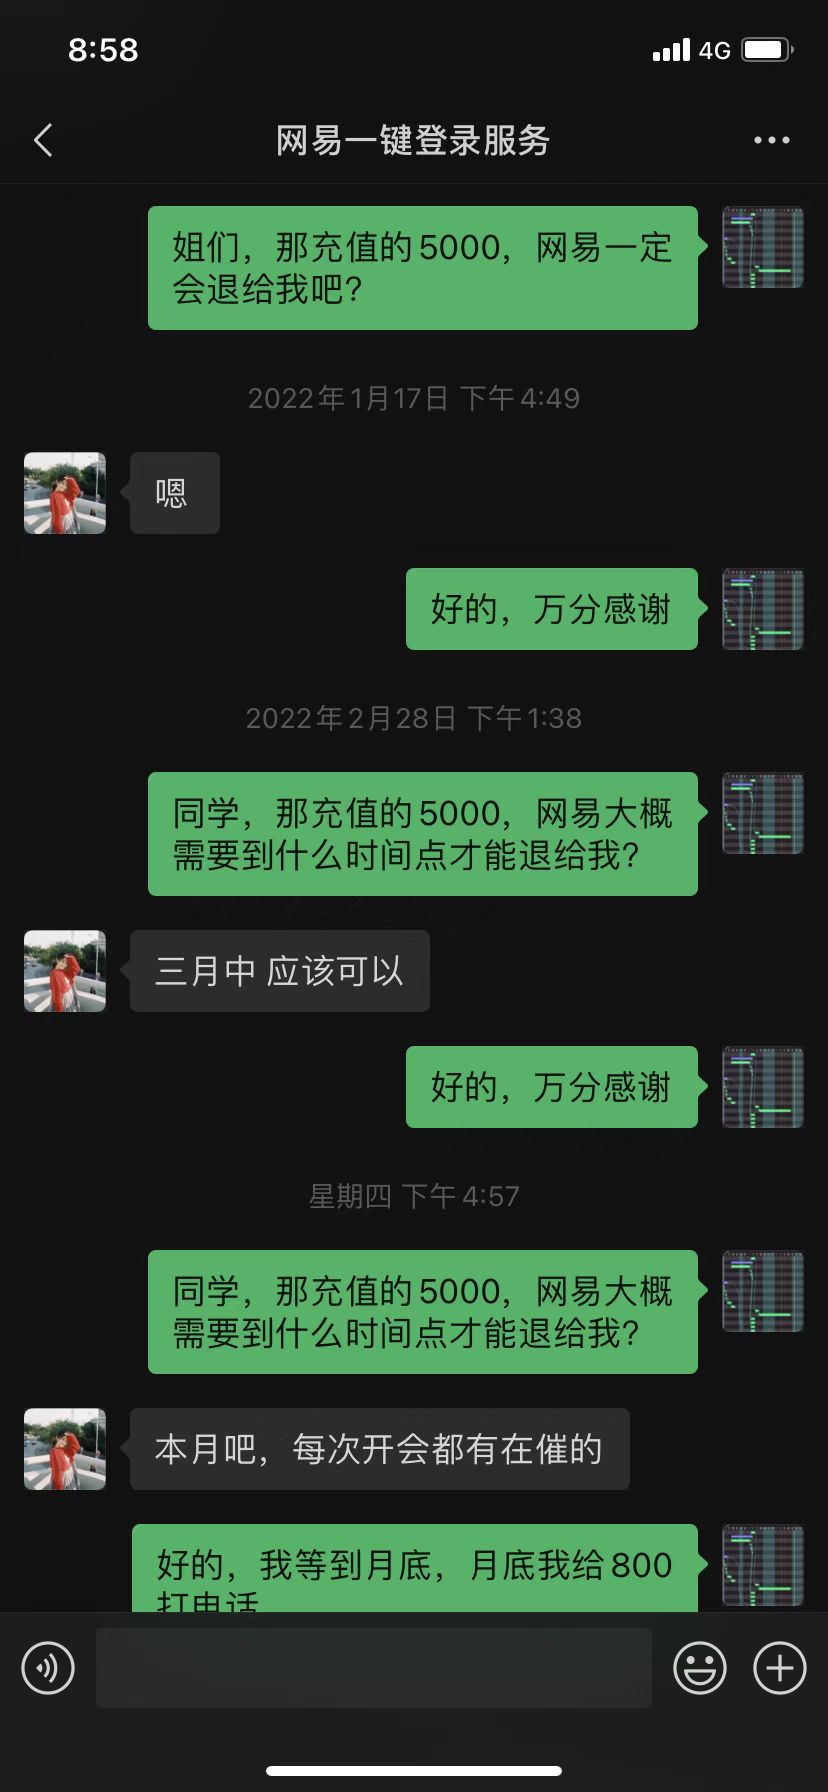 8:58
4G
网易一键登录服务
姐们，那充值的5000，网易一定
会退给我吧？
2022年1月17日 下午4:49
嗯
好的，万分感谢
2022年2月28日 下午1:38
同学，那充值的5000，网易大概
需要到什么时间点才能退给我？
三月中 应该可以
好的，万分感谢
星期四 下午4:57
同学，那充值的5000，网易大概
需要到什么时间点才能退给我？
本月吧，每次开会都有在催的
好的，我等到月底，月底我给800
打电话